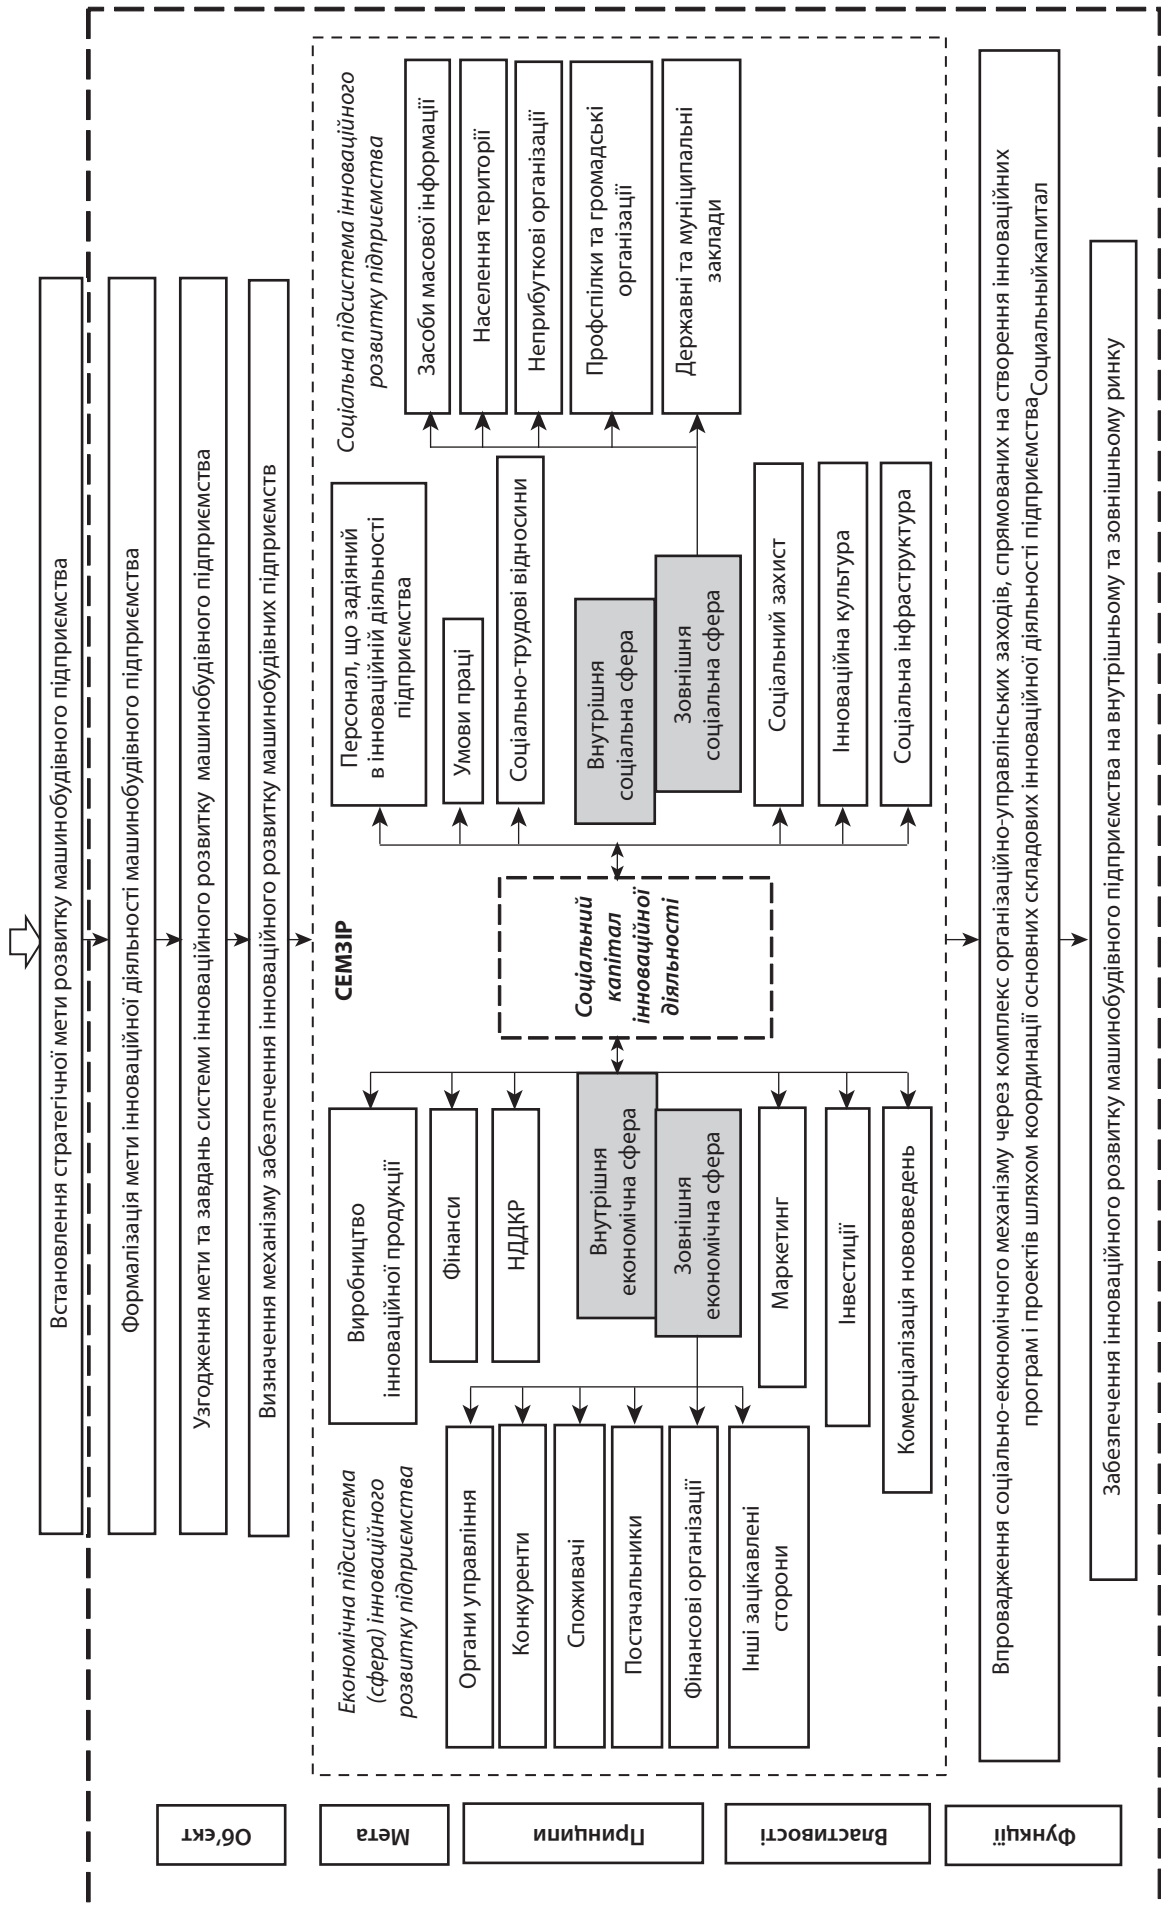 Встановлення стратегічної мети розвитку машинобудівного підприємства
Формалізація мети інноваційної діяльності машинобудівного підприємства
Узгодження мети та завдань системи інноваційного розвитку машинобудівного підприємства
Визначення механізму забезпечення інноваційного розвитку машинобудівних підприємств
СЕМЗІР
Економічна підсистема
(сфера) інноваційного
розвитку підприємства
Органи управління
Конкуренти
Споживачі
Постачальники
Фінансові організації
Інші зацікавлені
сторони
Виробництво
інноваційної продукції
Фінанси
НДДКР
Внутрішня
економічна сфера
Зовнішня
економічна сфера
Маркетинг
Інвестиції
Комерціалізація нововведень
Соціальний
капітал
інноваційної
діяльності
Персонал, що задіяний
в інноваційній діяльності
підприємства
Умови праці
Соціально-трудові відносини
Внутрішня
соціальна сфера
Зовнішня
соціальна сфера
Соціальний захист
Інноваційна культура
Соціальна інфраструктура
Соціальна підсистема інноваційного
розвитку підприємства
Засоби масової інформації
Населення території
Неприбуткові організації
Профспілки та громадські
організації
Державні та муніципальні
заклади
Впровадження соціально-економічного механізму через комплекс організаційно-управлінських заходів, спрямованих на створення інноваційних
програм і проектів шляхом координації основних складових інноваційної діяльності підприємства
Социальныйкапитал
Забезпечення інноваційного розвитку машинобудівного підприємства на внутрішньому та зовнішньому ринку
Об'єкт
Мета
Принципи
Властивості
Функції